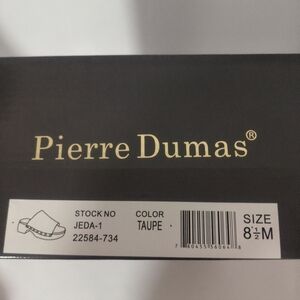 Pierre Dumas®
STOCK NO COLOR SIZE
JEDA-1 TAUPE 8½M
22584-734